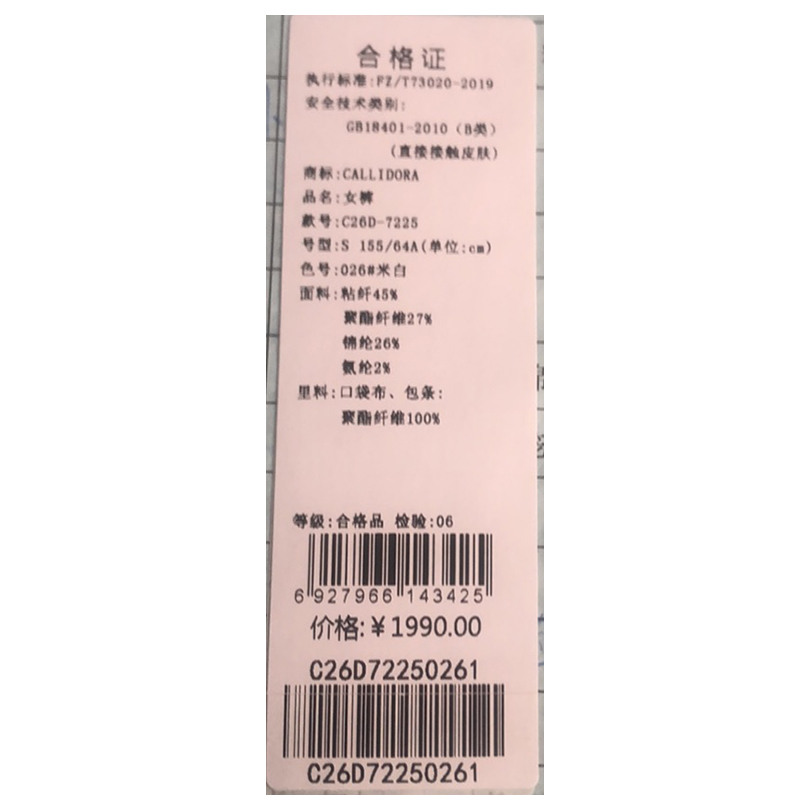 合格证
执行标准:FZ/T73020-2019
安全技术类别:
GB18401-2010（B类）
（直接接触皮肤）
商标:CALLIDORA
品名:女裤
款号:C26D-7225
号型:S 155/64A(单位:cm)
色号:026#米白
面料:粘纤45%
聚酯纤维27%
锦纶26%
氨纶2%
里料:口袋布、包条:
聚酯纤维100%
等级:合格品 检验:06
6 927966 143425
价格:￥1990.00
C26D72250261
C26D72250261